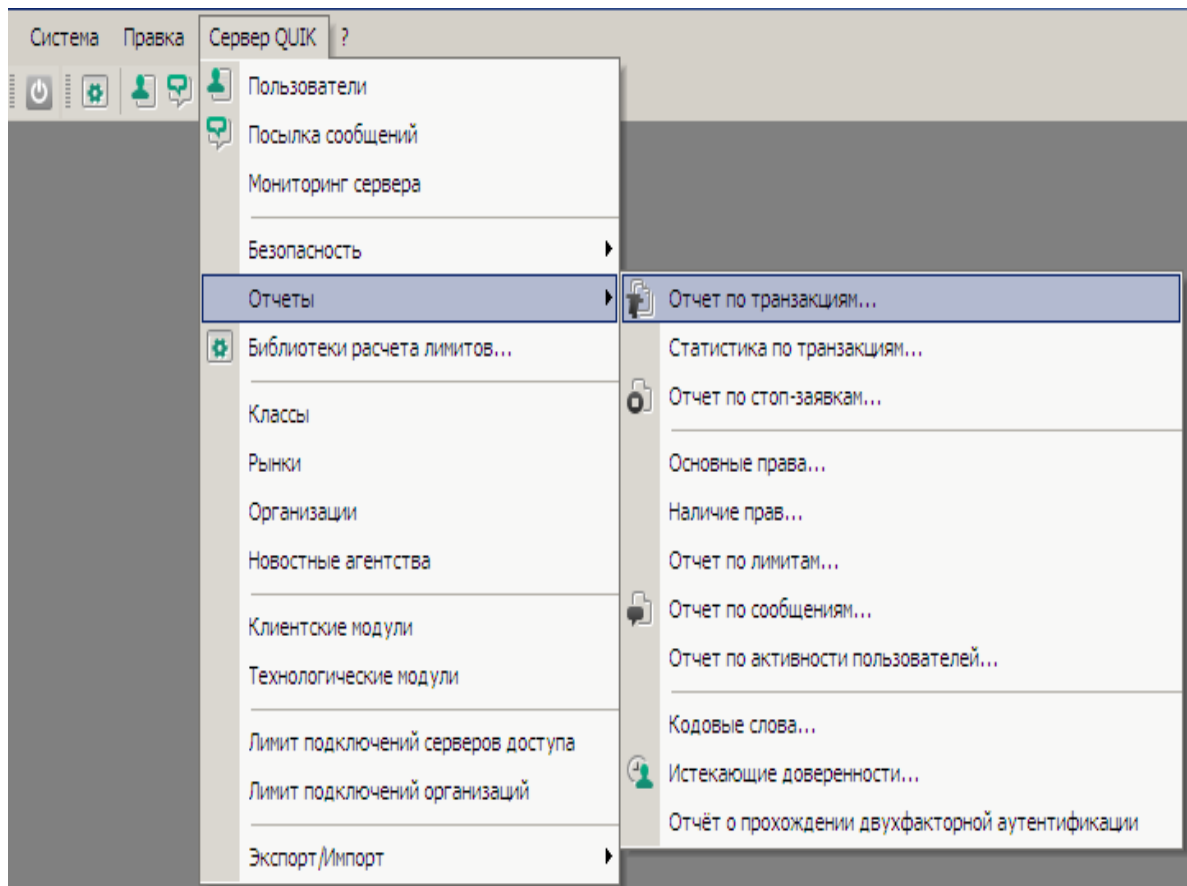 Система Правка Сервер QUIK ?
Пользователи
Посылка сообщений
Мониторинг сервера
Безопасность
Отчеты
Библиотеки расчета лимитов...
Классы
Рынки
Организации
Новостные агентства
Клиентские модули
Технологические модули
Лимит подключений серверов доступа
Лимит подключений организаций
Экспорт/Импорт
Отчет по транзакциям...
Статистика по транзакциям...
Отчет по стоп-заявкам...
Основные права...
Наличие прав...
Отчет по лимитам...
Отчет по сообщениям...
Отчет по активности пользователей...
Кодовые слова...
Истекающие доверенности...
Отчёт о прохождении двухфакторной аутентификации